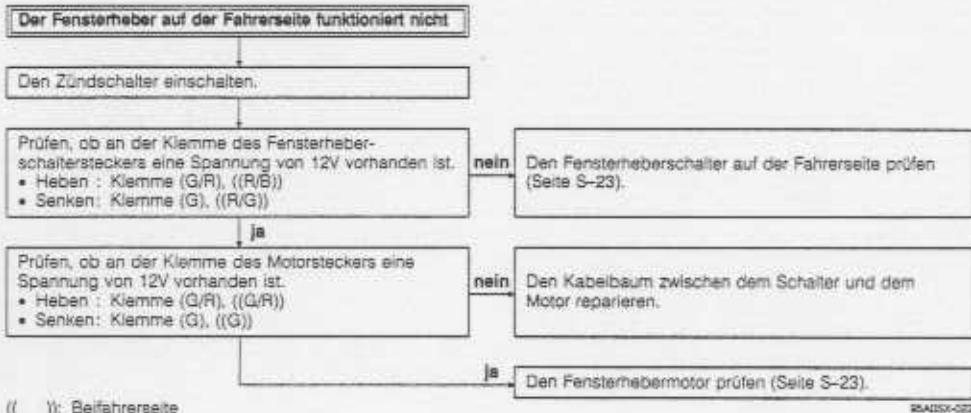 Der Fensterheber auf der Fahrerseite funktioniert nicht
Den Zündschalter einschalten.
Prüfen, ob an der Klemme des Fensterheber-
schaltersteckers eine Spannung von 12V vorhanden ist.
• Heben : Klemme (G/R), ((R/B))
• Senken: Klemme (G), ((R/G))
nein
Den Fensterheberschalter auf der Fahrerseite prüfen
(Seite S–23).
ja
Prüfen, ob an der Klemme des Motorsteckers eine
Spannung von 12V vorhanden ist.
• Heben : Klemme (G/R), ((G/R))
• Senken: Klemme (G), ((G))
nein
Den Kabelbaum zwischen dem Schalter und dem
Motor reparieren.
ja
Den Fensterhebermotor prüfen (Seite S–23).
(( )): Beifahrerseite